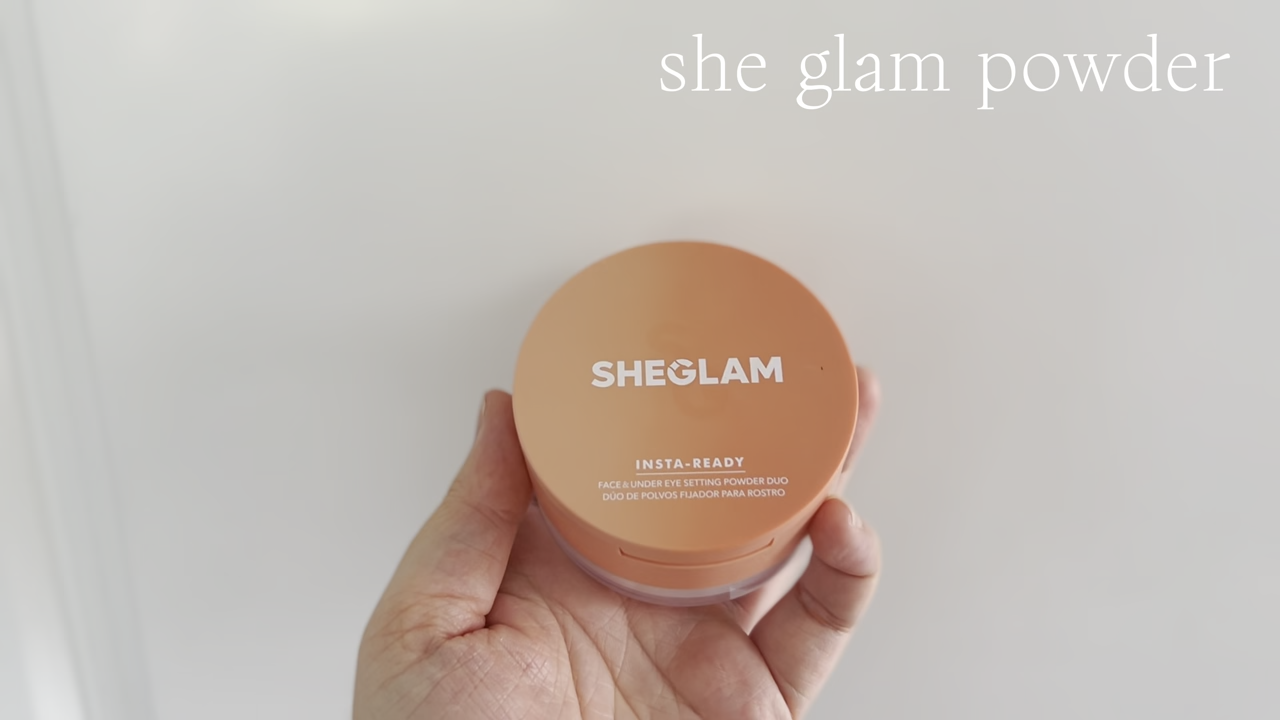 she glam powder
SHEGLAM
INSTA-READY
FACE & UNDER EYE SETTING POWDER DUO
DÚO DE POLVOS FIJADOR PARA ROSTRO